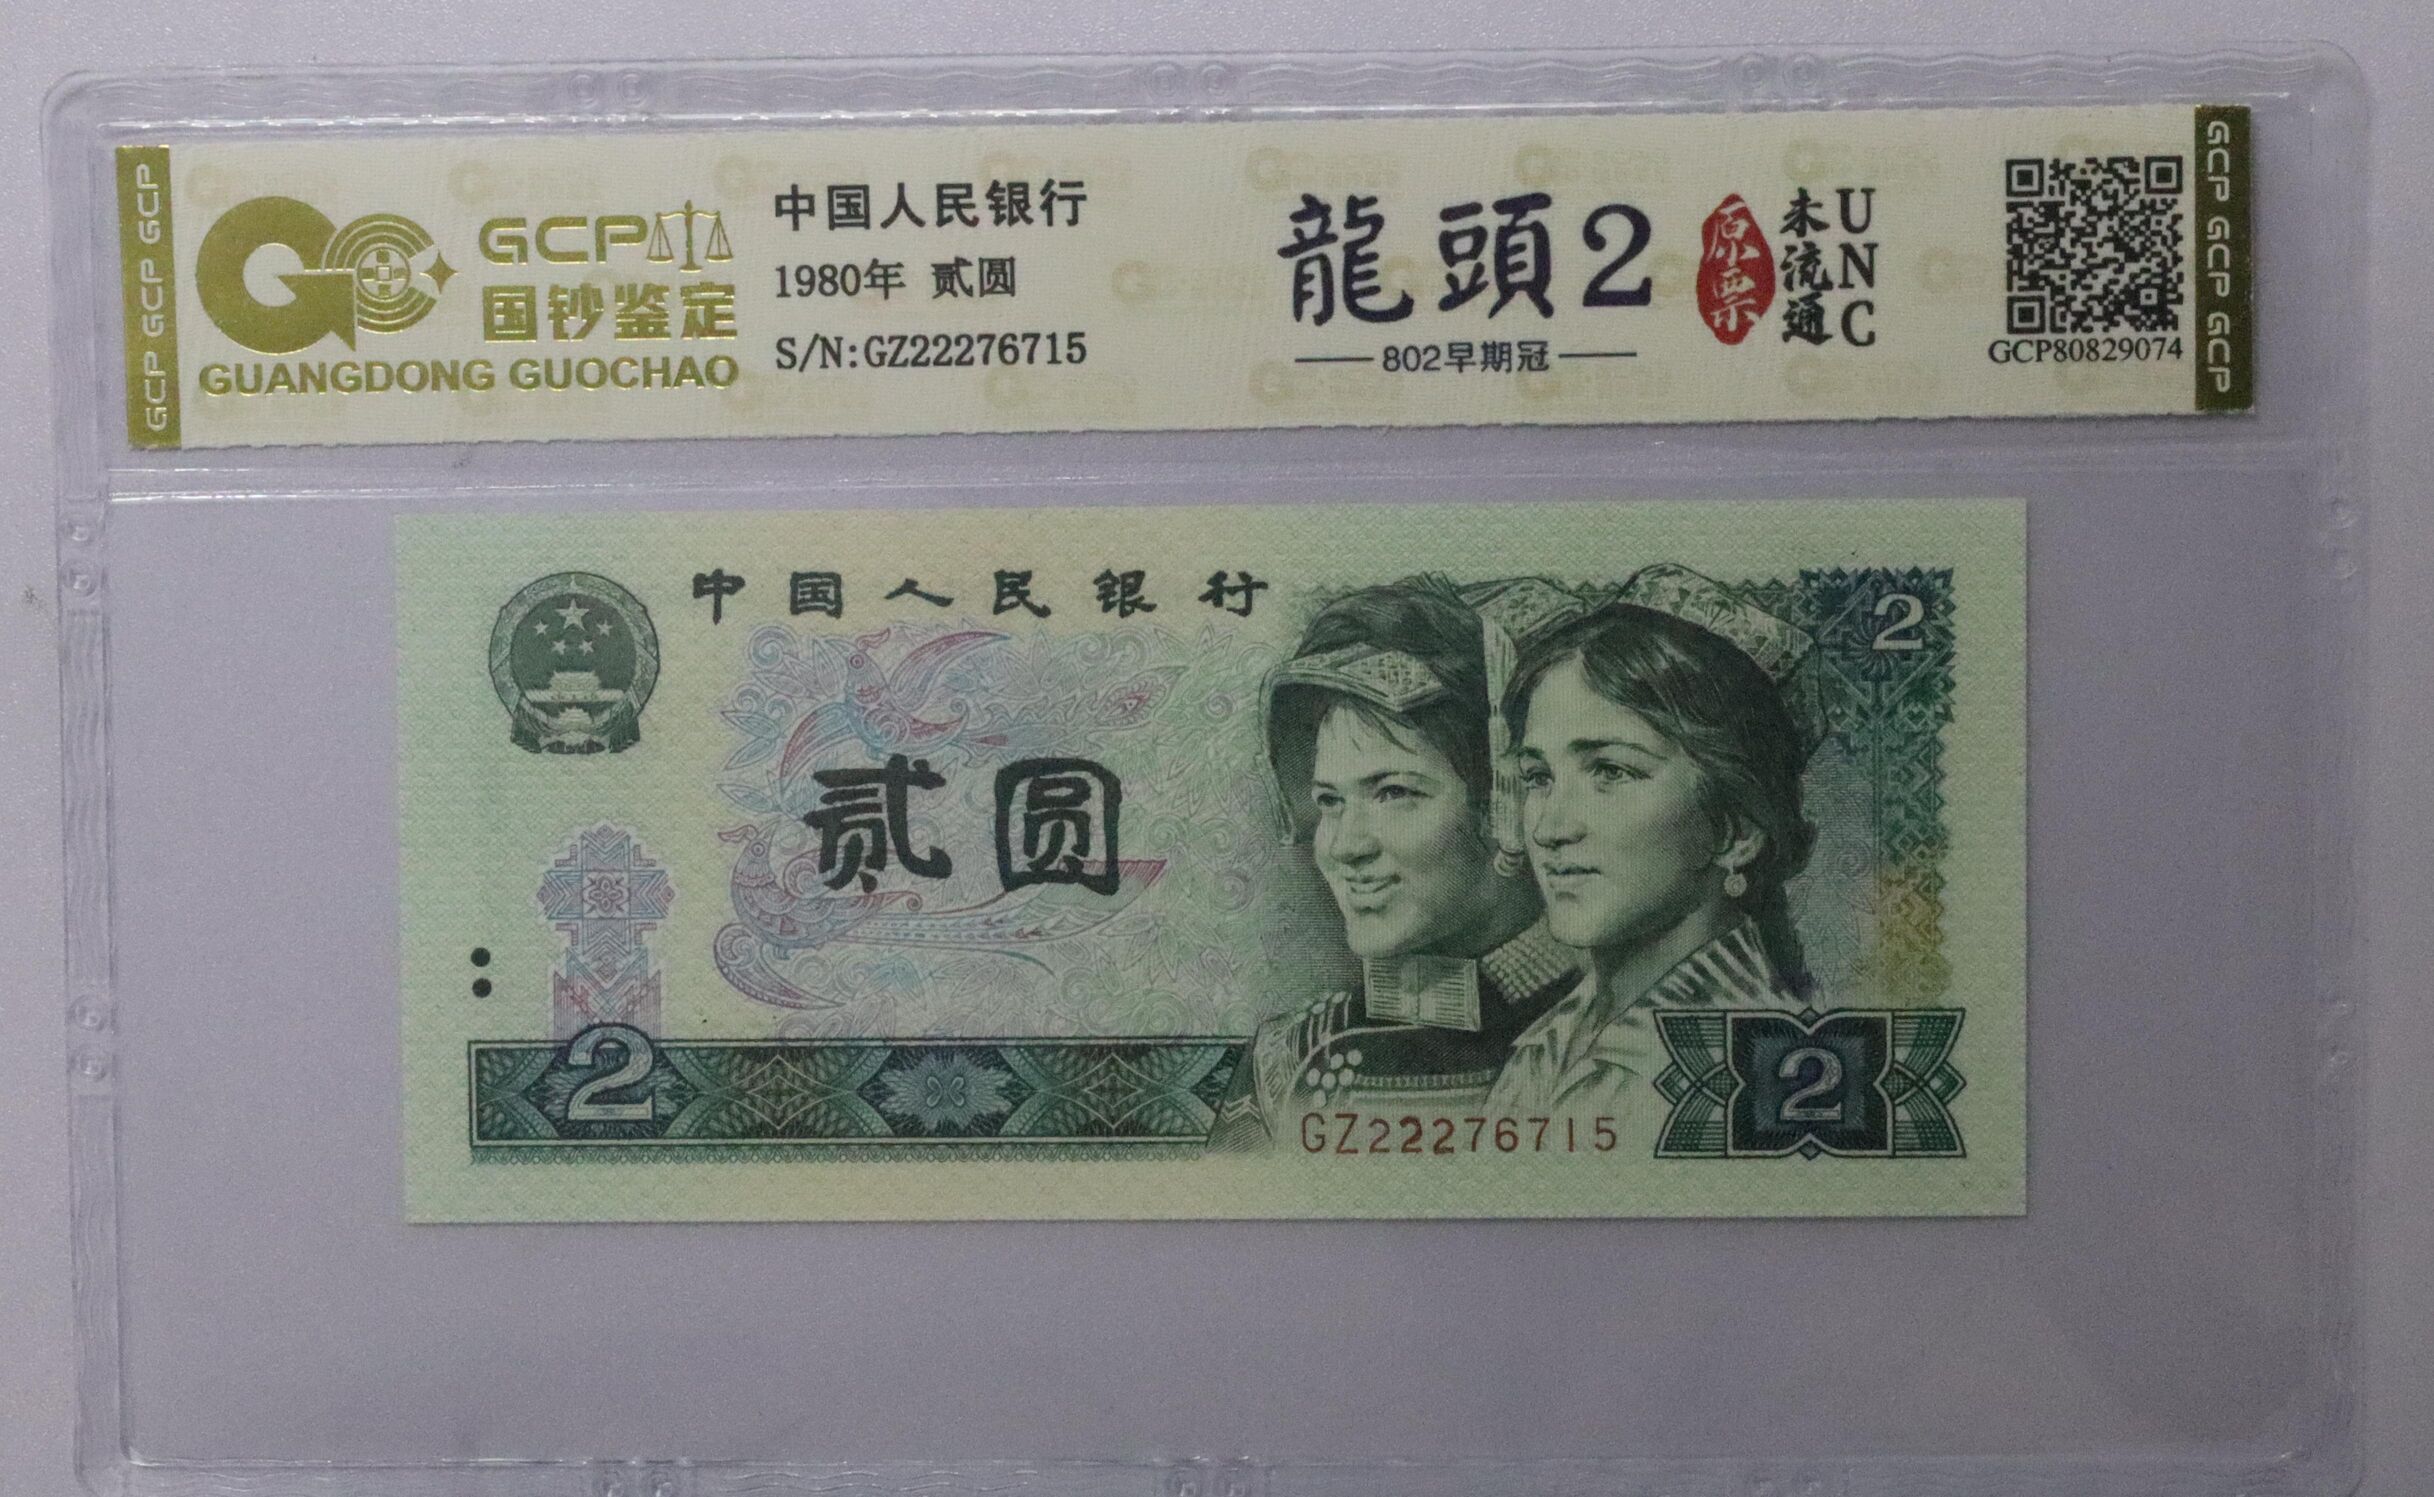 GCP GCP GCP
GCP
国钞鉴定
GUANGDONG GUOCHAO
中国人民银行
1980年 贰圆
S/N:GZ22276715
龍頭2
802早期冠
原票
未流通
UNC
GCP80829074
GCP GCP GCP
中国人民银行
2
贰圆
2
GZ22276715
2